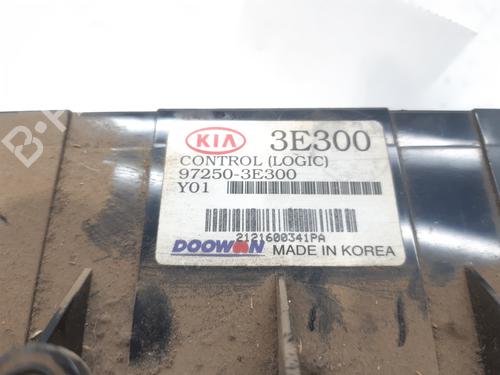 KIA 3E300
CONTROL (LOGIC)
97250-3E300
Y01
2121600341PA
DOOWON MADE IN KOREA